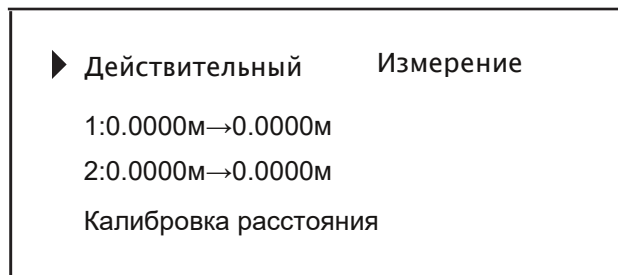 Действительный Измерение
1:0.0000м→0.0000м
2:0.0000м→0.0000м
Калибровка расстояния